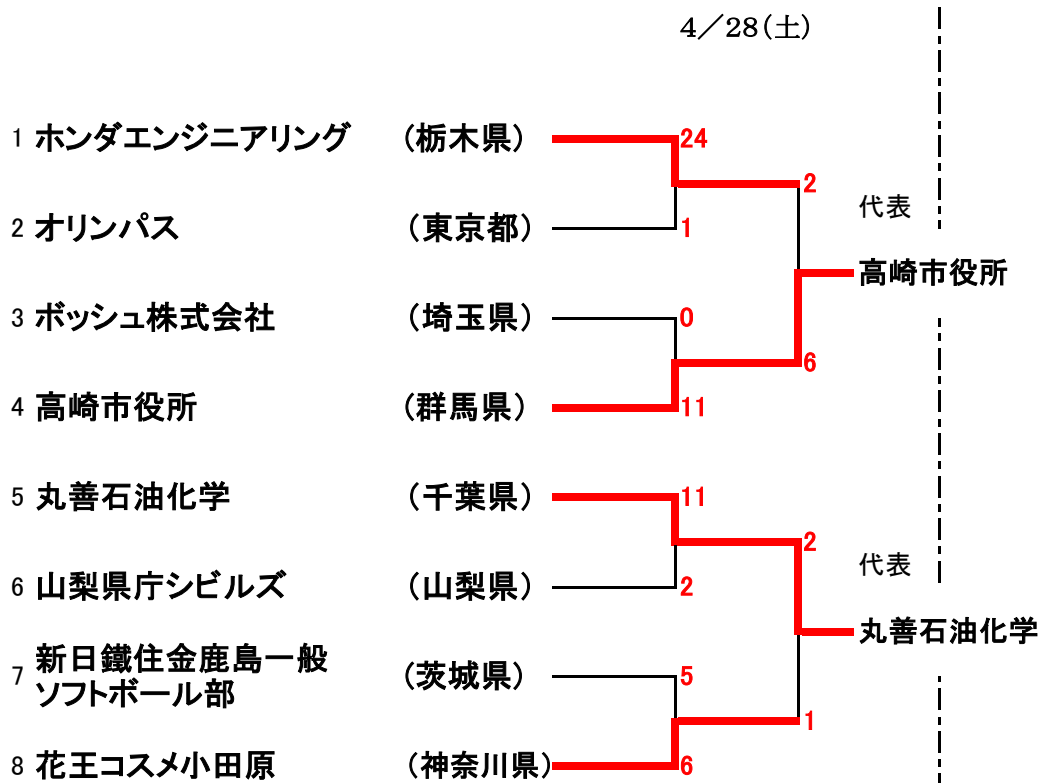 4／28(土)
1 ホンダエンジニアリング (栃木県) 24
2
代表
2 オリンパス (東京都) 1
高崎市役所
3 ボッシュ株式会社 (埼玉県) 0
6
4 高崎市役所 (群馬県) 11
5 丸善石油化学 (千葉県) 11
2
代表
6 山梨県庁シビルズ (山梨県) 2
丸善石油化学
7 新日鐵住金鹿島一般
ソフトボール部 (茨城県) 5
1
8 花王コスメ小田原 (神奈川県) 6